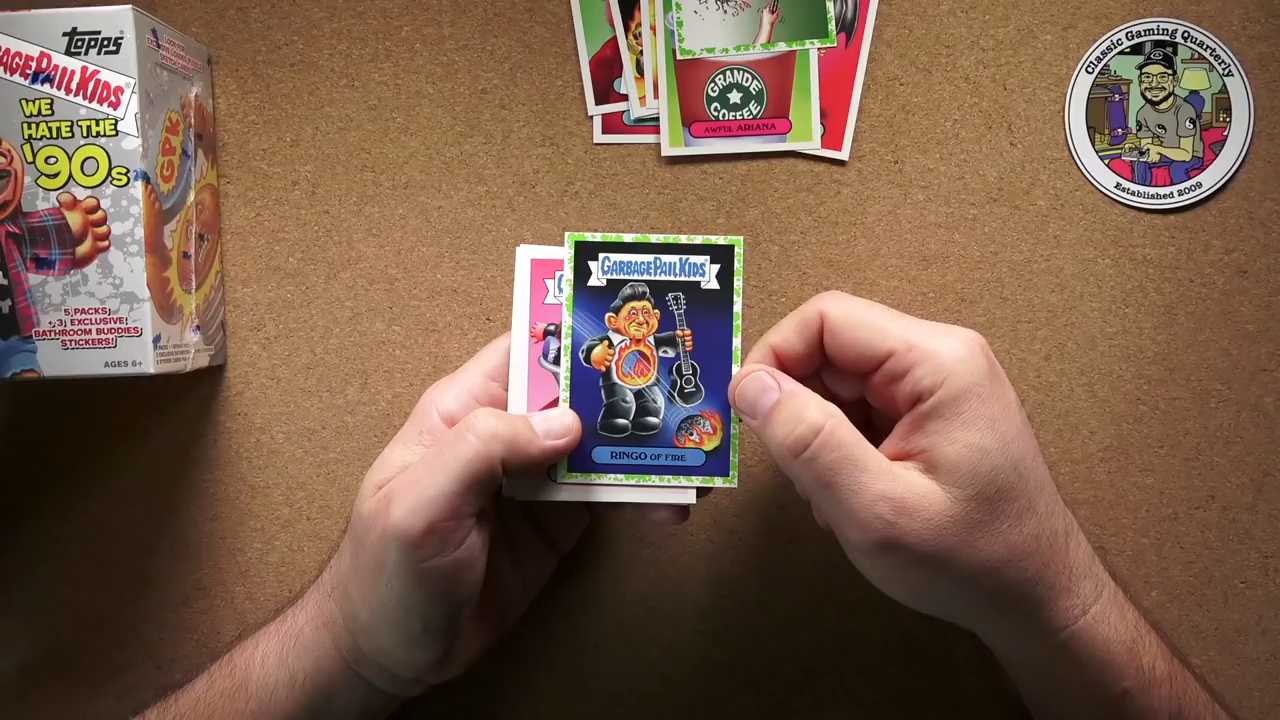 TOPPS
GARBAGE PAIL KIDS
WE
HATE THE
'90s
GPK
5 PACKS
+3 EXCLUSIVE
BATHROOM BUDDIES
STICKERS!
AGES 6+
GRANDE
COFFEE
AWFUL ARIANA
Classic Gaming Quarterly
Established 2009
GARBAGE PAIL KIDS
RINGO OF FIRE